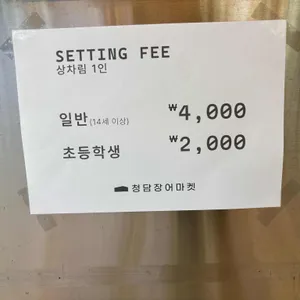 SETTING FEE
상차림 1인
일반 (14세 이상) ₩4,000
초등학생 ₩2,000
청담장어마켓